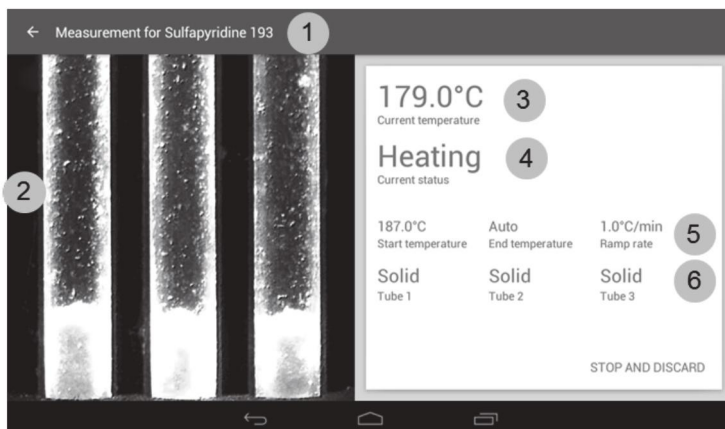 Measurement for Sulfapyridine 193
1
2
179.0°C
3
Current temperature
Heating
4
Current status
187.0°C Auto 1.0°C/min
5
Start temperature End temperature Ramp rate
Solid Solid Solid
6
Tube 1 Tube 2 Tube 3
STOP AND DISCARD